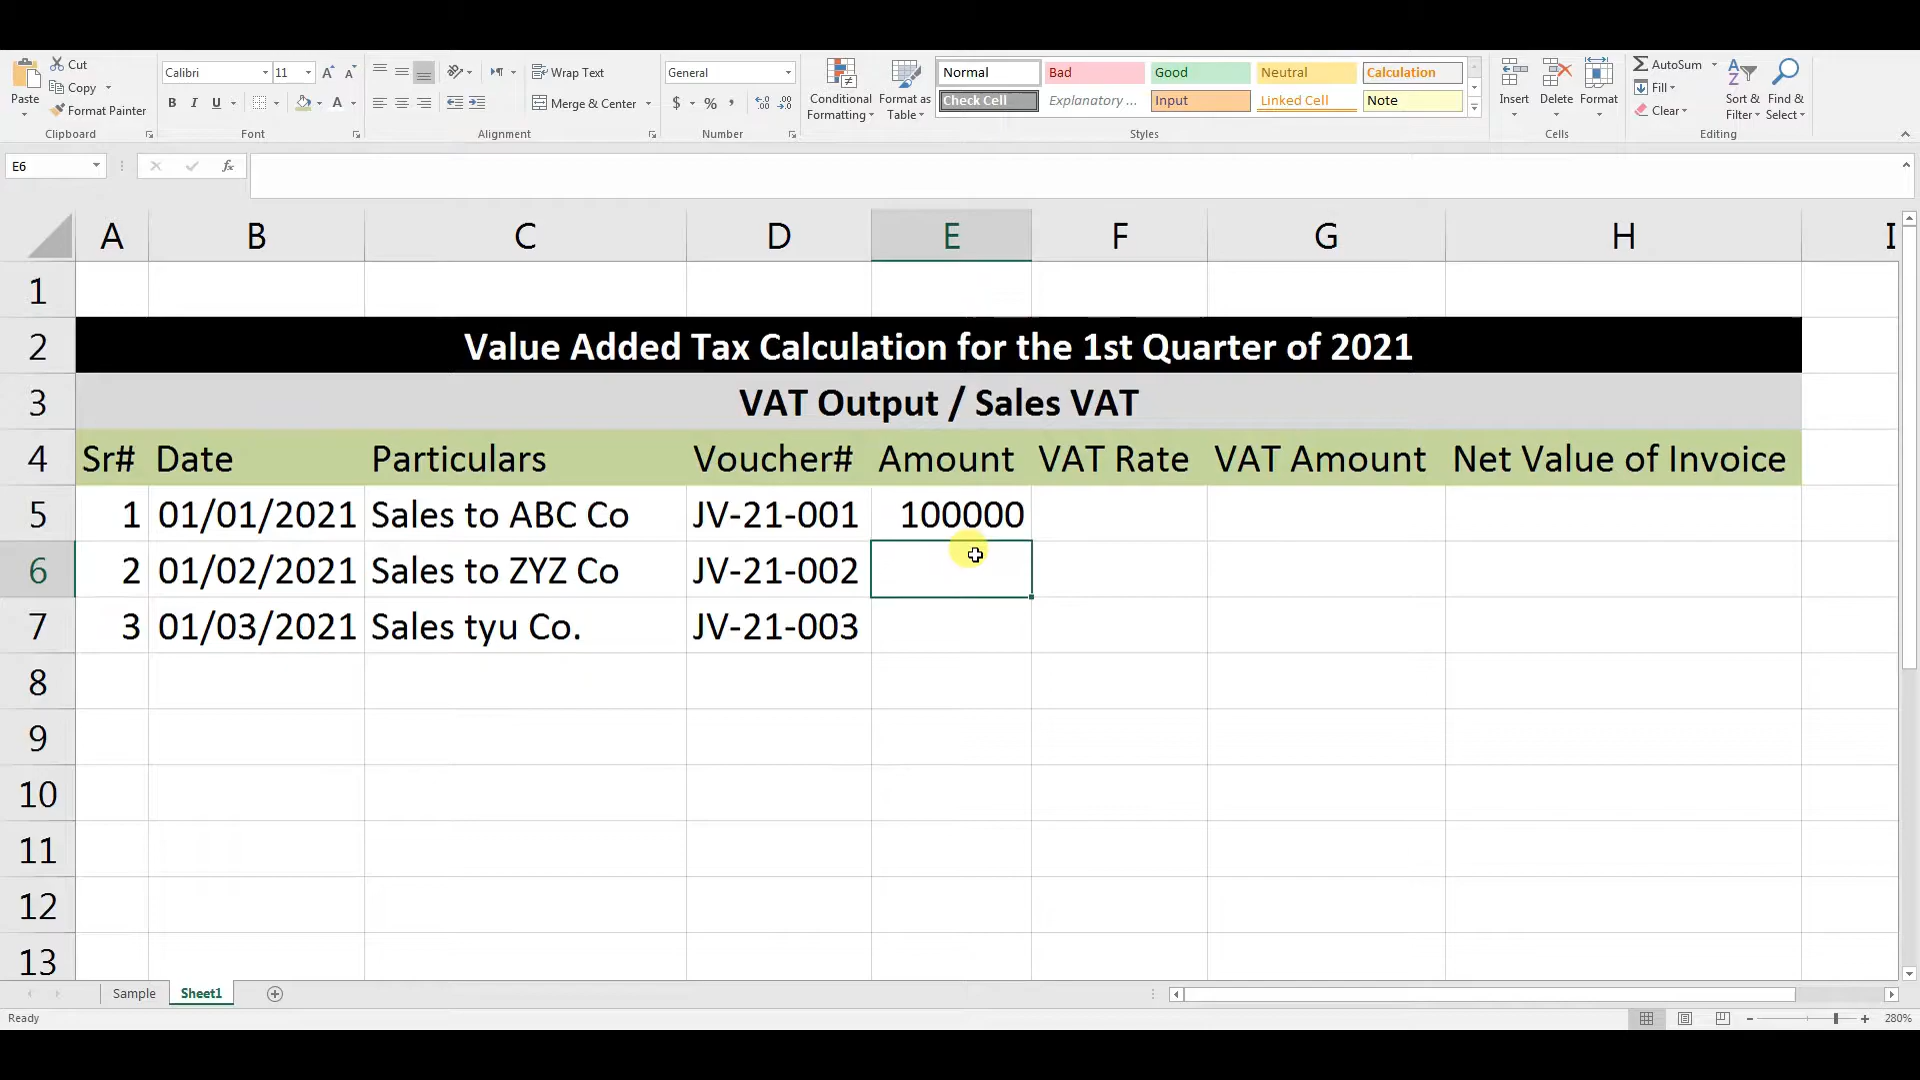 Cut
Calibri 11
Wrap Text
General
Normal Bad Good Neutral Calculation
AutoSum
Paste
Copy
Fill
Conditional Formatting
Format as Table
Insert Delete Format
Sort & Filter
Find & Select
Format Painter
B I U A
Merge & Center
$ % ,
Check Cell Explanatory ... Input Linked Cell Note
Clear
Clipboard Font Alignment Number Styles Cells Editing
E6 fx
A B C D E F G H I
1
2 Value Added Tax Calculation for the 1st Quarter of 2021
3 VAT Output / Sales VAT
4 Sr# Date Particulars Voucher# Amount VAT Rate VAT Amount Net Value of Invoice
5 1 01/01/2021 Sales to ABC Co JV-21-001 100000
6 2 01/02/2021 Sales to ZYZ Co JV-21-002
7 3 01/03/2021 Sales tyu Co. JV-21-003
8
9
10
11
12
13
Sample Sheet1
Ready 280%